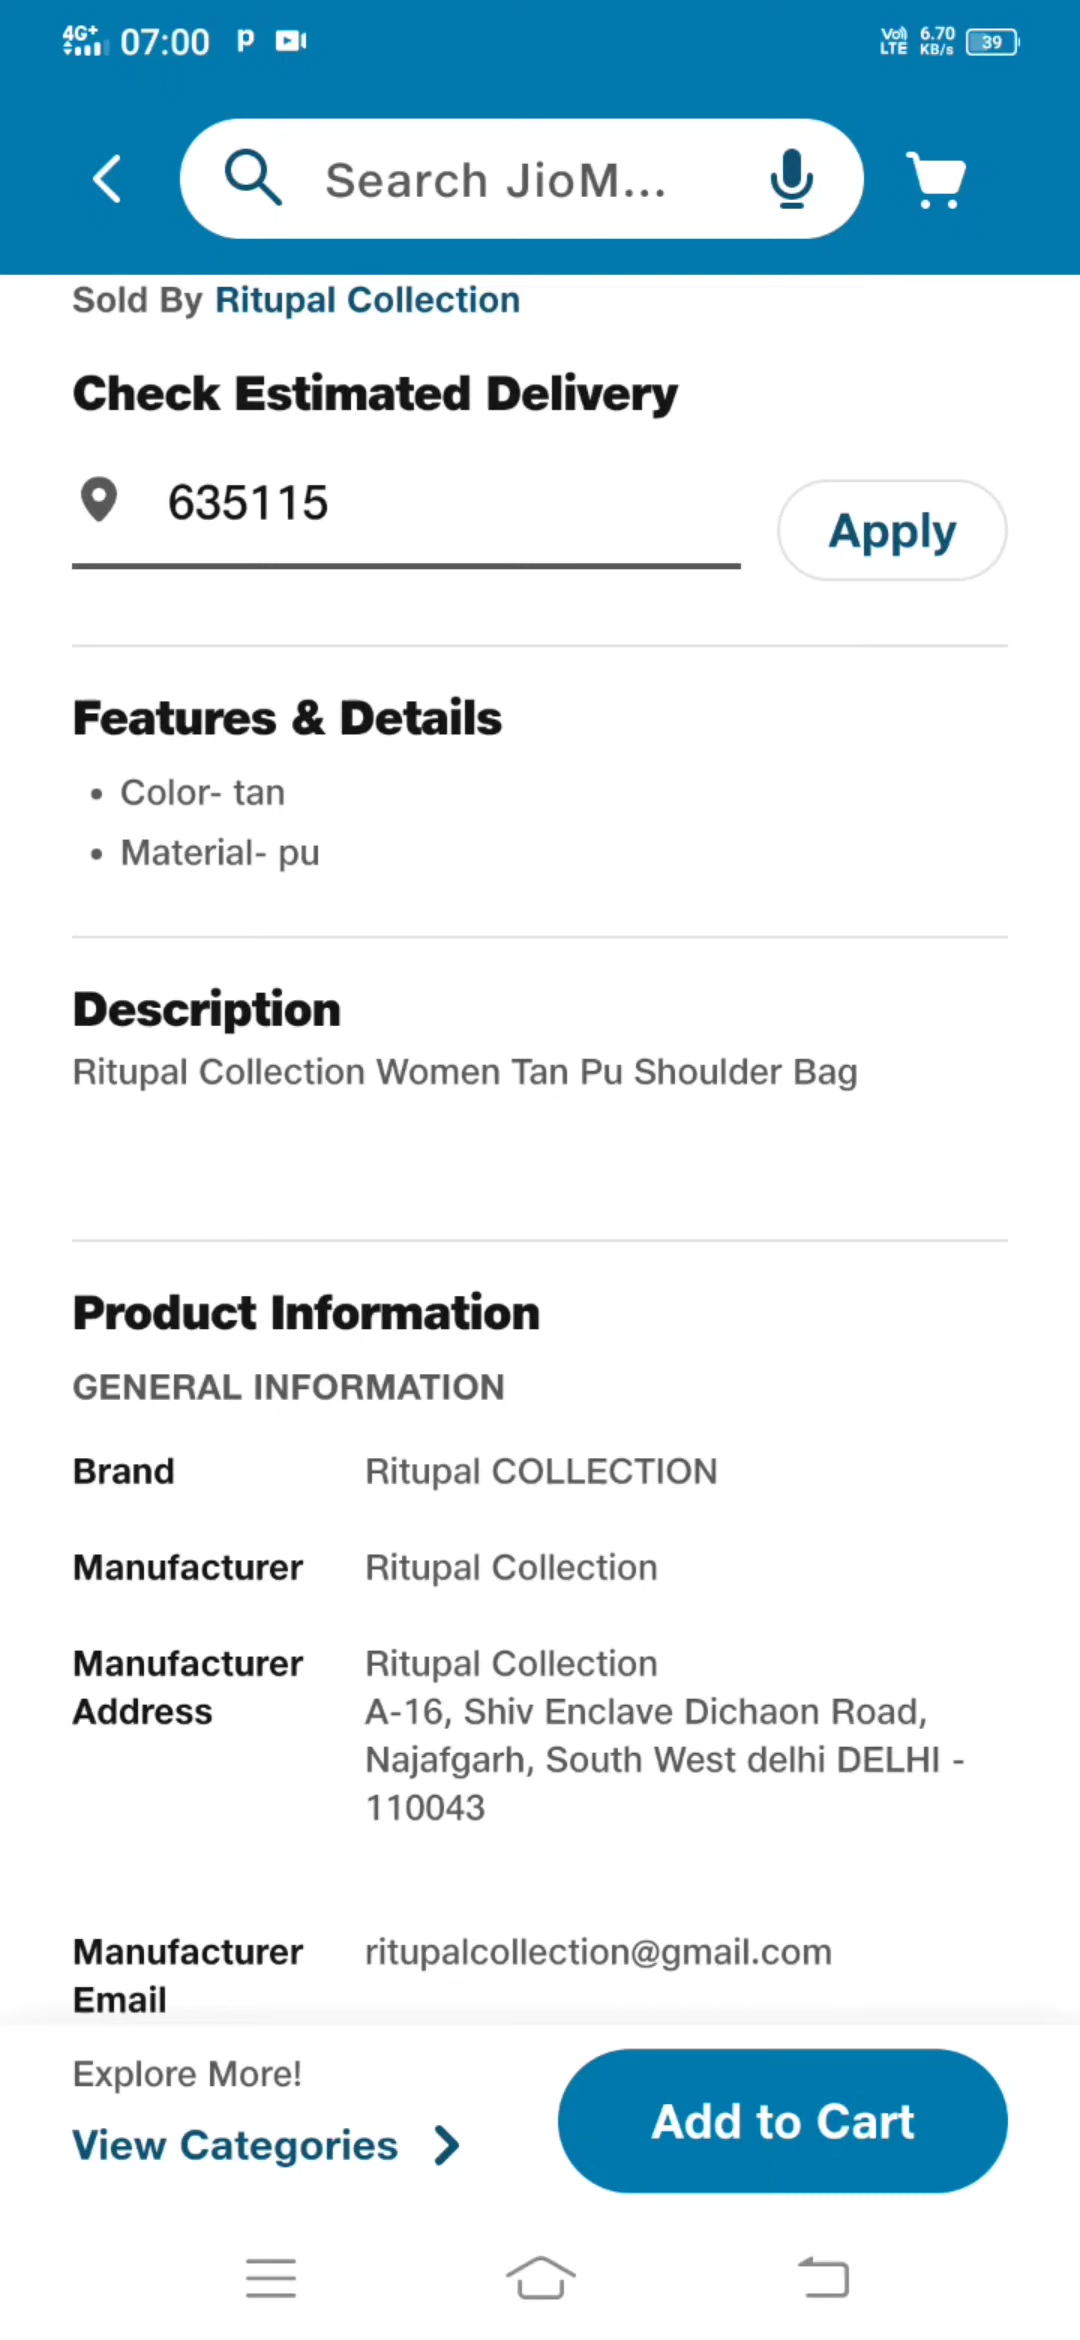 4G+ 07:00 P Vo) LTE 6.70 KB/s 39
Search JioM...
Sold By Ritupal Collection
Check Estimated Delivery
635115
Apply
Features & Details
• Color- tan
• Material- pu
Description
Ritupal Collection Women Tan Pu Shoulder Bag
Product Information
GENERAL INFORMATION
Brand Ritupal COLLECTION
Manufacturer Ritupal Collection
Manufacturer Ritupal Collection
Address A-16, Shiv Enclave Dichaon Road,
Najafgarh, South West delhi DELHI -
110043
Manufacturer ritupalcollection@gmail.com
Email
Explore More!
View Categories
Add to Cart